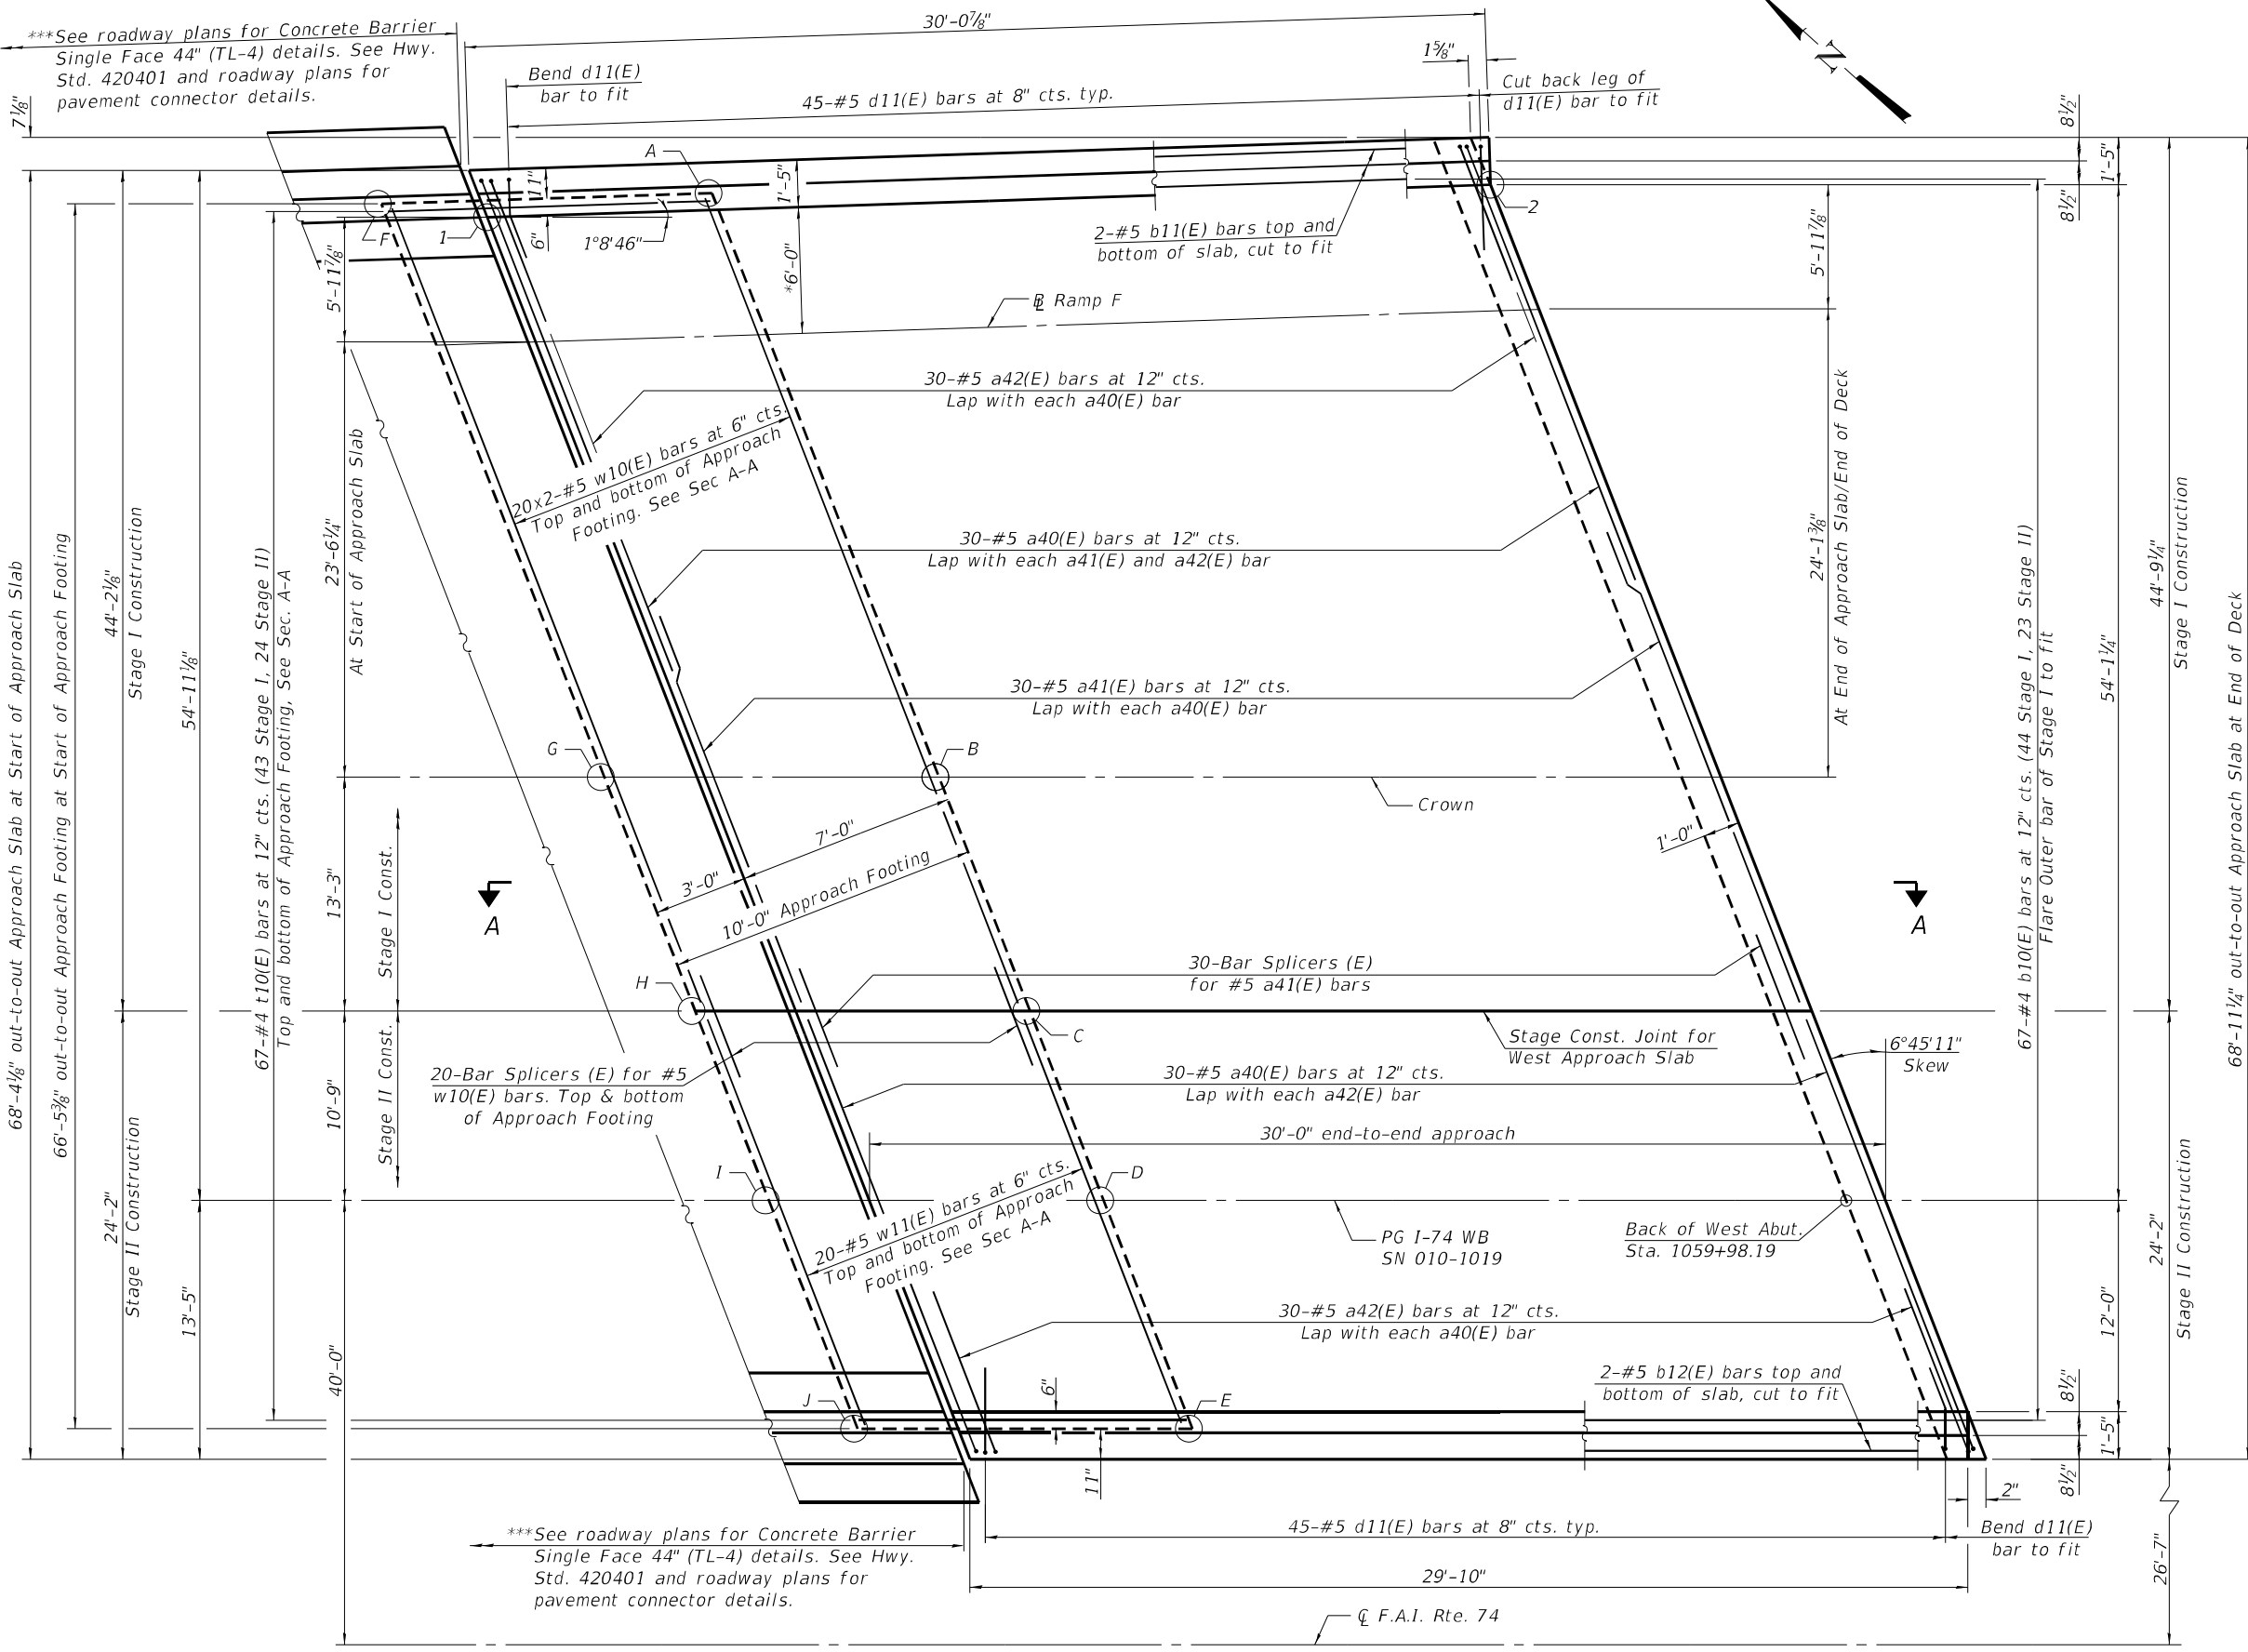 ***See roadway plans for Concrete Barrier
Single Face 44" (TL-4) details. See Hwy.
Std. 420401 and roadway plans for
pavement connector details.
30'-0⅞"
1⅝"
N
Bend d11(E)
bar to fit
45-#5 d11(E) bars at 8" cts. typ.
Cut back leg of
d11(E) bar to fit
7⅛"
8½"
1'-5"
8½"
A
11"
1'-5"
F
1
6"
1°8'46"
2
2-#5 b11(E) bars top and
bottom of slab, cut to fit
5'-11⅞"
*6'-0"
5'-11⅞"
℄ Ramp F
30-#5 a42(E) bars at 12" cts.
Lap with each a40(E) bar
20x2-#5 w10(E) bars at 6" cts.
Top and bottom of Approach
Footing. See Sec A-A
30-#5 a40(E) bars at 12" cts.
Lap with each a41(E) and a42(E) bar
30-#5 a41(E) bars at 12" cts.
Lap with each a40(E) bar
68'-4⅛" out-to-out Approach Slab at Start of Approach Slab
66'-5⅜" out-to-out Approach Footing at Start of Approach Footing
44'-2⅛"
Stage I Construction
54'-11⅛"
67-#4 t10(E) bars at 12" cts. (43 Stage I, 24 Stage II)
Top and bottom of Approach Footing, See Sec. A-A
23'-6¼"
At Start of Approach Slab
24'-1⅜"
At End of Approach Slab/End of Deck
67-#4 b10(E) bars at 12" cts. (44 Stage I, 23 Stage II)
Flare Outer bar of Stage I to fit
54'-1¼"
44'-9¼"
Stage I Construction
68'-11¼" out-to-out Approach Slab at End of Deck
G
B
Crown
7'-0"
1'-0"
3'-0"
10'-0" Approach Footing
13'-3"
Stage I Const.
A
A
30-Bar Splicers (E)
for #5 a41(E) bars
H
C
Stage Const. Joint for
West Approach Slab
6°45'11"
Skew
20-Bar Splicers (E) for #5
w10(E) bars. Top & bottom
of Approach Footing
30-#5 a40(E) bars at 12" cts.
Lap with each a42(E) bar
10'-9"
Stage II Const.
30'-0" end-to-end approach
24'-2"
Stage II Construction
I
D
20-#5 w11(E) bars at 6" cts.
Top and bottom of Approach
Footing. See Sec A-A
PG I-74 WB
SN 010-1019
Back of West Abut.
Sta. 1059+98.19
24'-2"
Stage II Construction
13'-5"
12'-0"
30-#5 a42(E) bars at 12" cts.
Lap with each a40(E) bar
40'-0"
2-#5 b12(E) bars top and
bottom of slab, cut to fit
J
6"
E
8½"
1'-5"
8½"
11"
2"
***See roadway plans for Concrete Barrier
Single Face 44" (TL-4) details. See Hwy.
Std. 420401 and roadway plans for
pavement connector details.
45-#5 d11(E) bars at 8" cts. typ.
Bend d11(E)
bar to fit
29'-10"
26'-7"
℄ F.A.I. Rte. 74